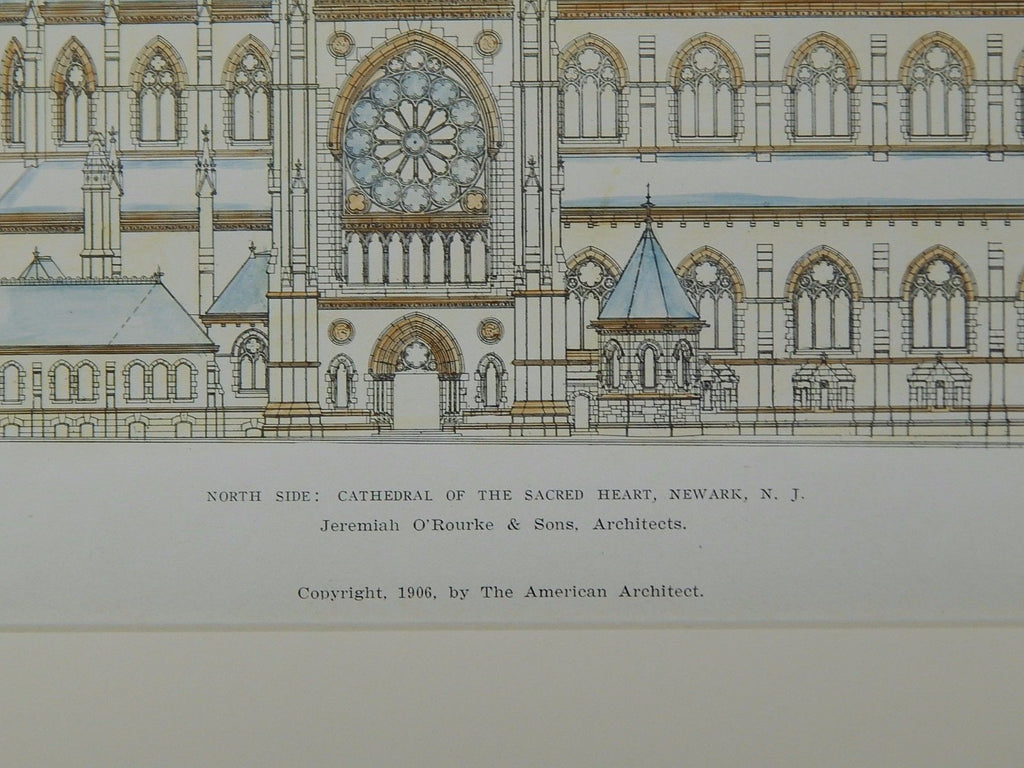 NORTH SIDE: CATHEDRAL OF THE SACRED HEART, NEWARK, N. J.
Jeremiah O'Rourke & Sons, Architects.
Copyright, 1906, by The American Architect.